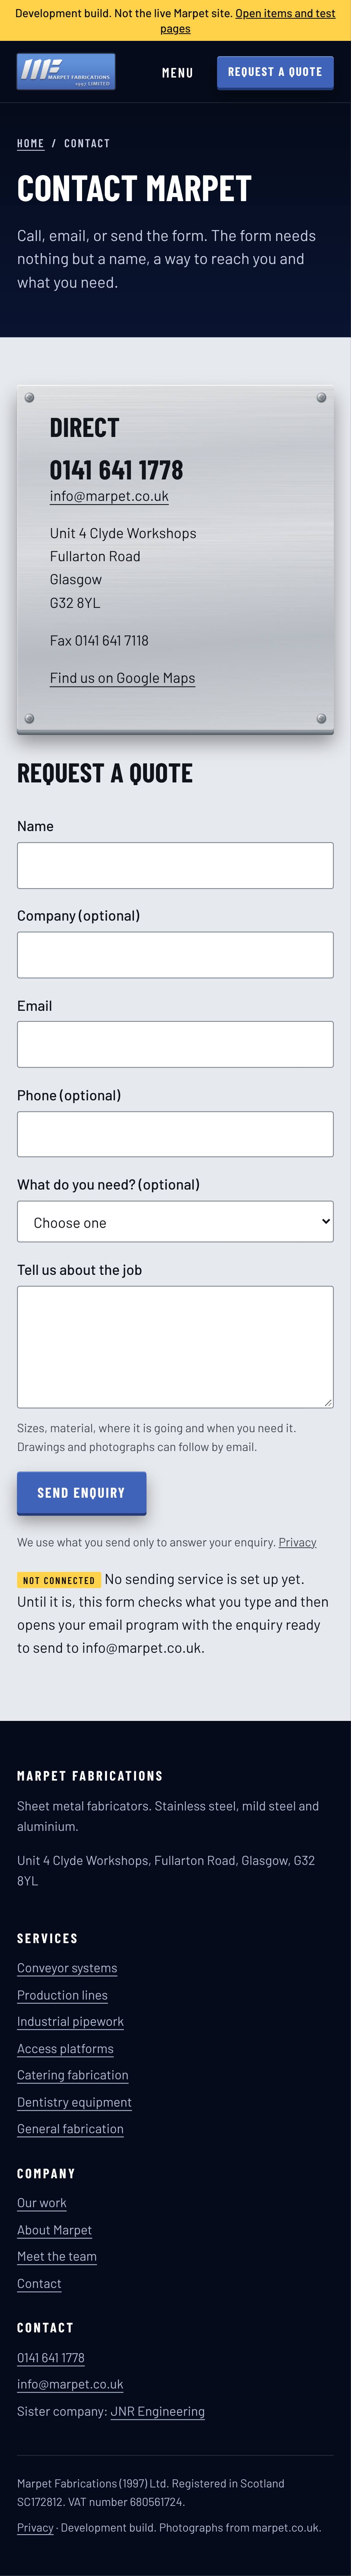 Development build. Not the live Marpet site. Open items and test
pages
MF
MARPET FABRICATIONS
1997 LIMITED
MENU
REQUEST A QUOTE
HOME / CONTACT
CONTACT MARPET
Call, email, or send the form. The form needs
nothing but a name, a way to reach you and
what you need.
DIRECT
0141 641 1778
info@marpet.co.uk
Unit 4 Clyde Workshops
Fullarton Road
Glasgow
G32 8YL
Fax 0141 641 7118
Find us on Google Maps
REQUEST A QUOTE
Name
Company (optional)
Email
Phone (optional)
What do you need? (optional)
Choose one
Tell us about the job
Sizes, material, where it is going and when you need it.
Drawings and photographs can follow by email.
SEND ENQUIRY
We use what you send only to answer your enquiry. Privacy
NOT CONNECTED No sending service is set up yet.
Until it is, this form checks what you type and then
opens your email program with the enquiry ready
to send to info@marpet.co.uk.
MARPET FABRICATIONS
Sheet metal fabricators. Stainless steel, mild steel and
aluminium.
Unit 4 Clyde Workshops, Fullarton Road, Glasgow, G32
8YL
SERVICES
Conveyor systems
Production lines
Industrial pipework
Access platforms
Catering fabrication
Dentistry equipment
General fabrication
COMPANY
Our work
About Marpet
Meet the team
Contact
CONTACT
0141 641 1778
info@marpet.co.uk
Sister company: JNR Engineering
Marpet Fabrications (1997) Ltd. Registered in Scotland
SC172812. VAT number 680561724.
Privacy · Development build. Photographs from marpet.co.uk.